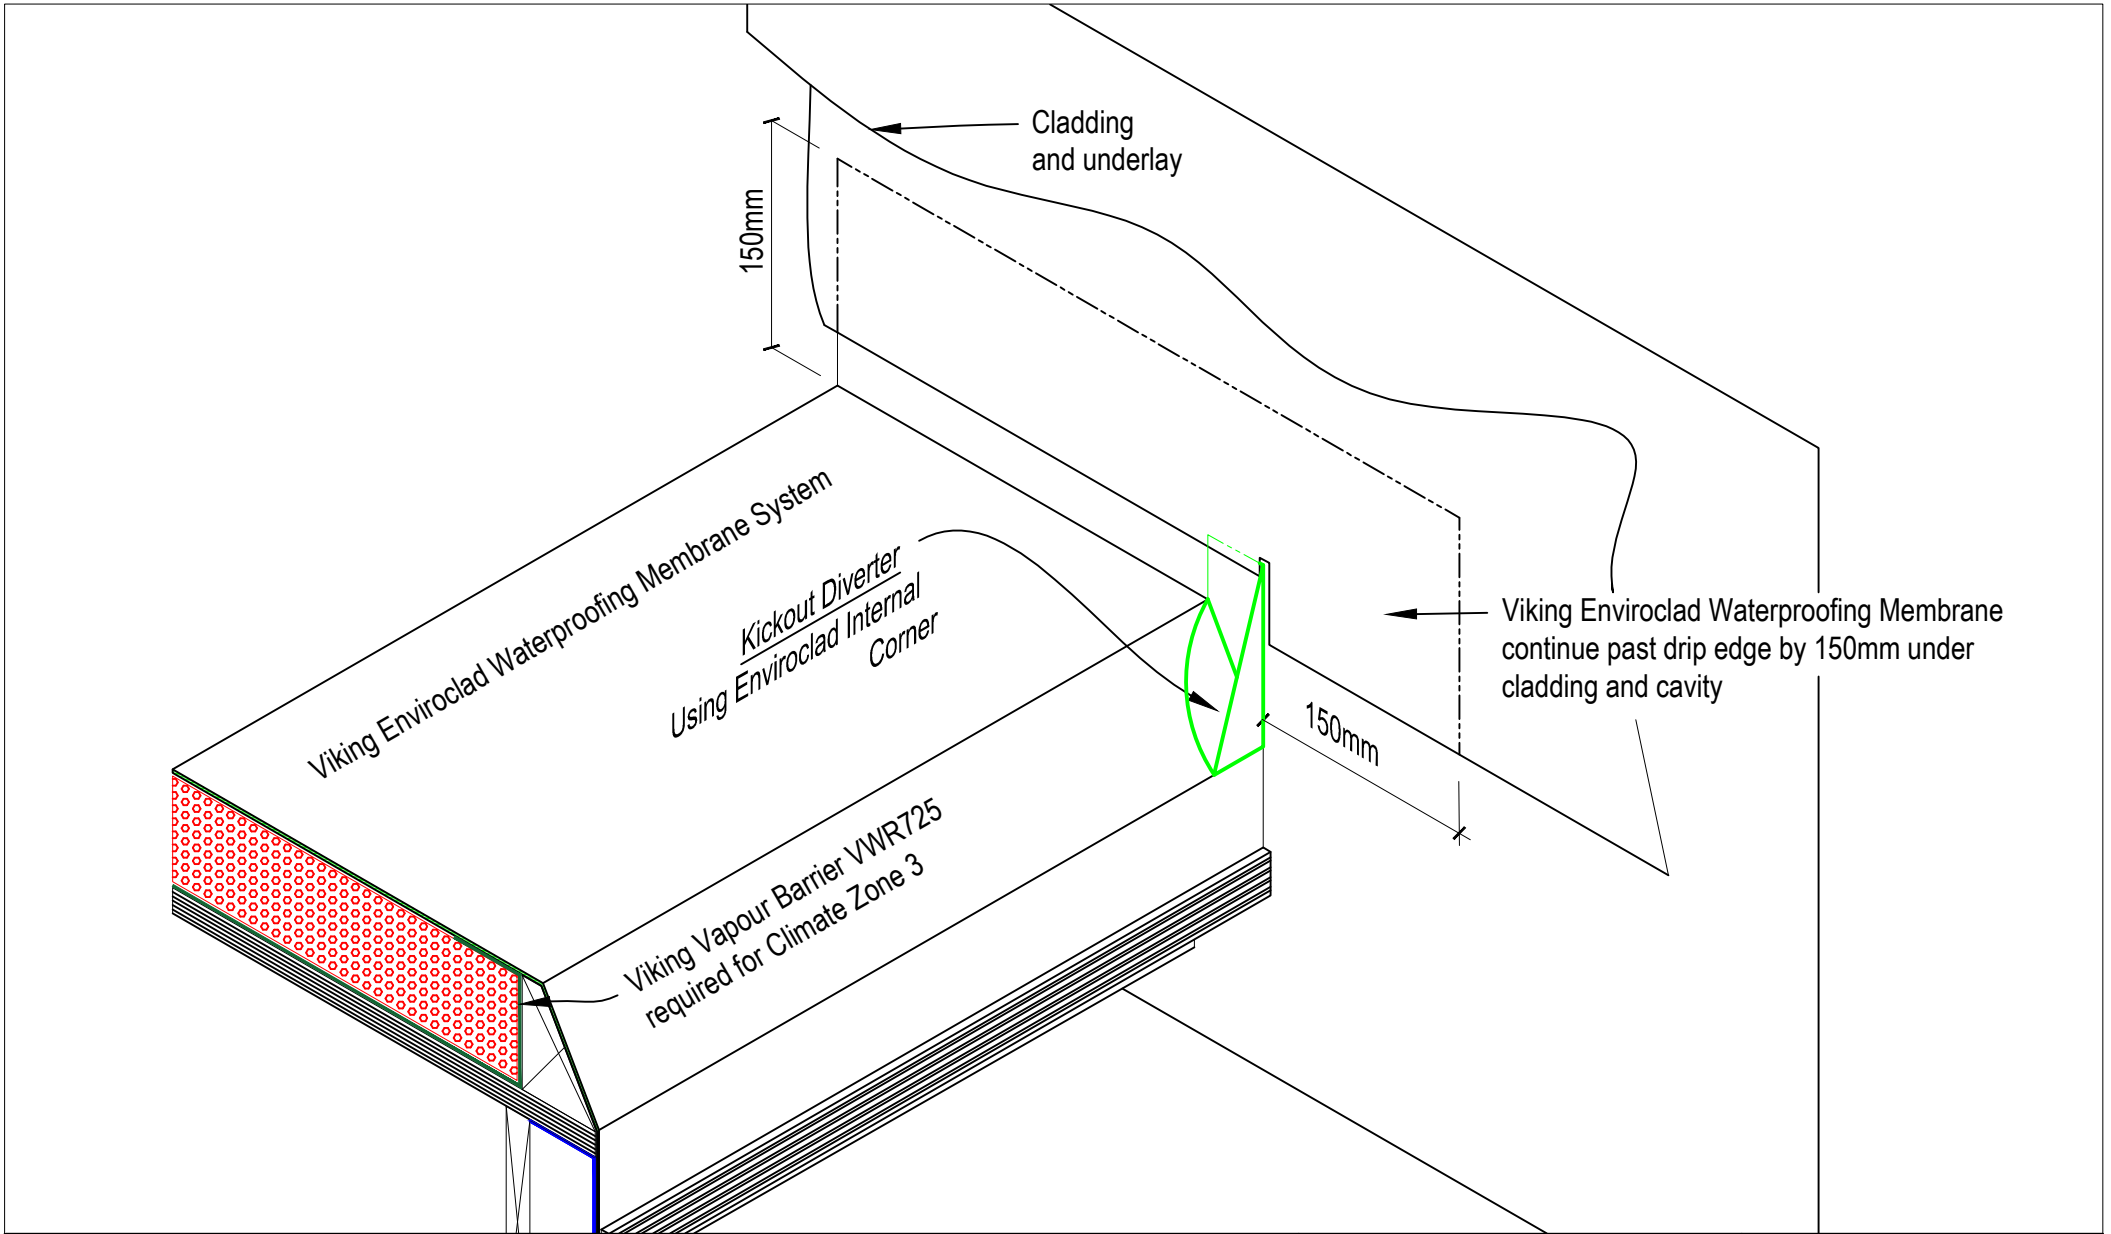 Cladding
and underlay
150mm
Viking Enviroclad Waterproofing Membrane System
Kickout Diverter
Using Enviroclad Internal
Corner
Viking Enviroclad Waterproofing Membrane
continue past drip edge by 150mm under
cladding and cavity
150mm
Viking Vapour Barrier VWR725
required for Climate Zone 3